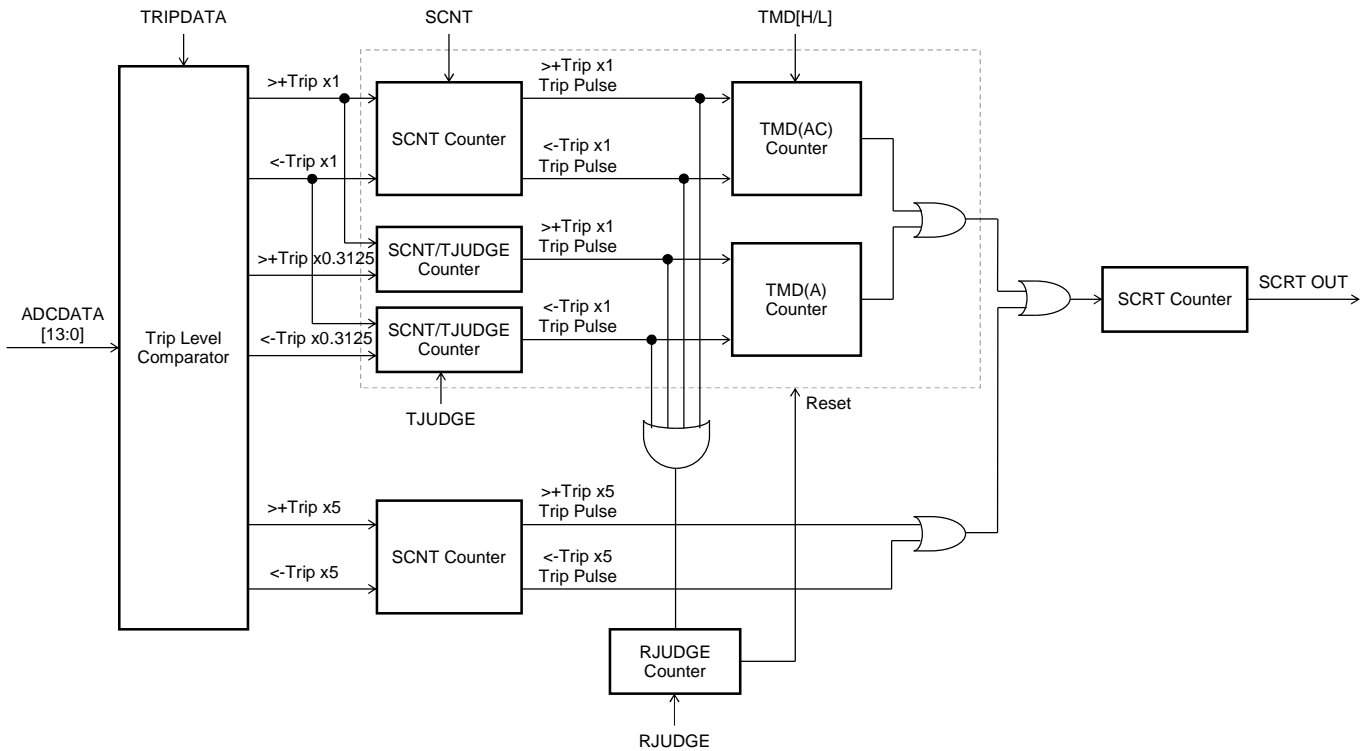 TRIPDATA
SCNT
TMD[H/L]
>+Trip x1
<-Trip x1
>+Trip x0.3125
<-Trip x0.3125
ADCDATA
[13:0]
Trip Level
Comparator
SCNT Counter
>+Trip x1
Trip Pulse
<-Trip x1
Trip Pulse
TMD(AC)
Counter
SCNT/TJUDGE
Counter
>+Trip x1
Trip Pulse
SCNT/TJUDGE
Counter
<-Trip x1
Trip Pulse
TMD(A)
Counter
SCRT Counter
SCRT OUT
TJUDGE
Reset
>+Trip x5
<-Trip x5
SCNT Counter
>+Trip x5
Trip Pulse
<-Trip x5
Trip Pulse
RJUDGE
Counter
RJUDGE